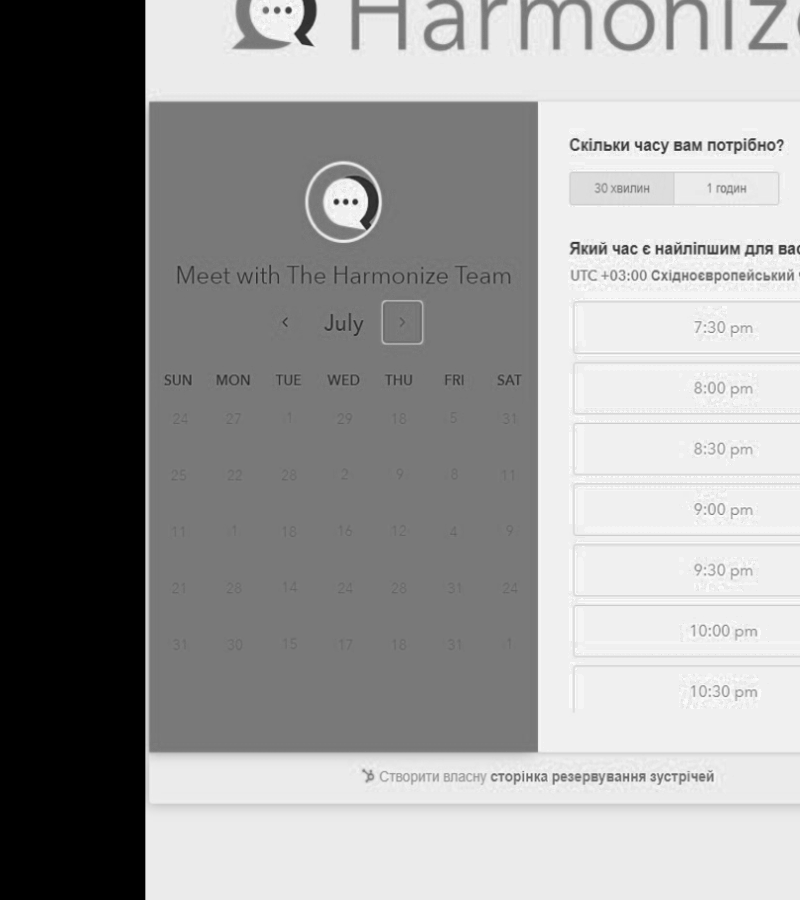 Harmonize
Meet with The Harmonize Team
July
SUN MON TUE WED THU FRI SAT
24 27 1 29 18 5 31
25 22 28 2 9 8 11
11 1 18 16 12 4 9
21 28 14 24 28 31 24
31 30 15 17 18 31 1
Скільки часу вам потрібно?
30 хвилин 1 годин
Який час є найліпшим для вас
UTC +03:00 Східноєвропейський
7:30 pm
8:00 pm
8:30 pm
9:00 pm
9:30 pm
10:00 pm
10:30 pm
Створити власну сторінка резервування зустрічей